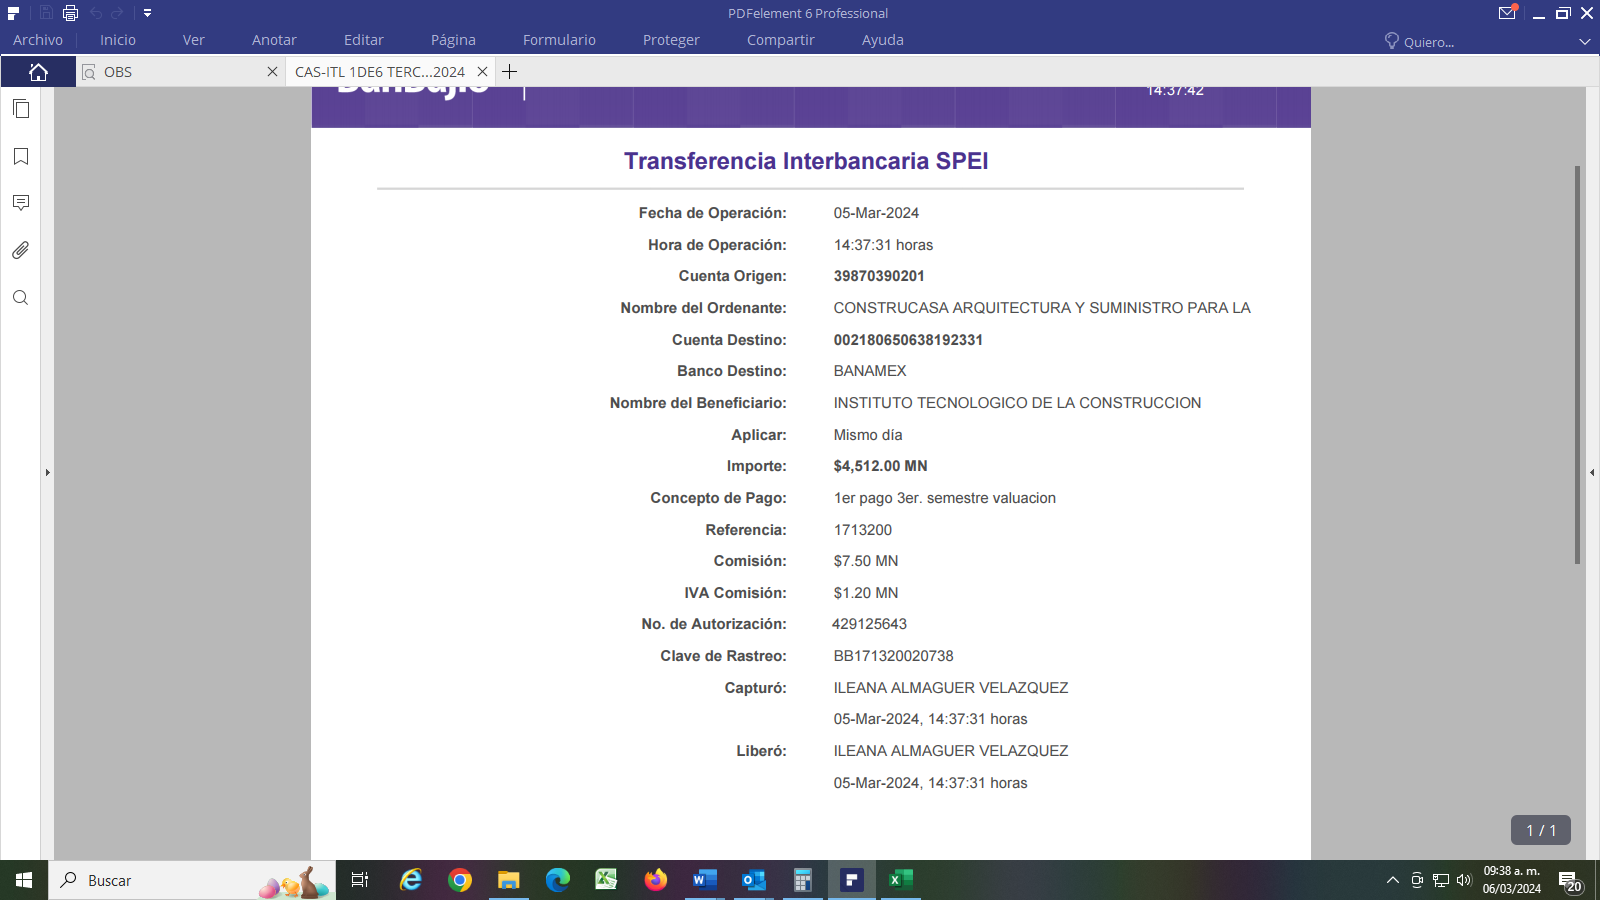 PDFelement 6 Professional
Archivo Inicio Ver Anotar Editar Página Formulario Proteger Compartir Ayuda Quiero...
OBS CAS-ITL 1DE6 TERC...2024
BanBajío 14:37:42
Transferencia Interbancaria SPEI
Fecha de Operación: 05-Mar-2024
Hora de Operación: 14:37:31 horas
Cuenta Origen: 39870390201
Nombre del Ordenante: CONSTRUCASA ARQUITECTURA Y SUMINISTRO PARA LA
Cuenta Destino: 002180650638192331
Banco Destino: BANAMEX
Nombre del Beneficiario: INSTITUTO TECNOLOGICO DE LA CONSTRUCCION
Aplicar: Mismo día
Importe: $4,512.00 MN
Concepto de Pago: 1er pago 3er. semestre valuacion
Referencia: 1713200
Comisión: $7.50 MN
IVA Comisión: $1.20 MN
No. de Autorización: 429125643
Clave de Rastreo: BB171320020738
Capturó: ILEANA ALMAGUER VELAZQUEZ
05-Mar-2024, 14:37:31 horas
Liberó: ILEANA ALMAGUER VELAZQUEZ
05-Mar-2024, 14:37:31 horas
1 / 1
Buscar
09:38 a. m.
06/03/2024
20